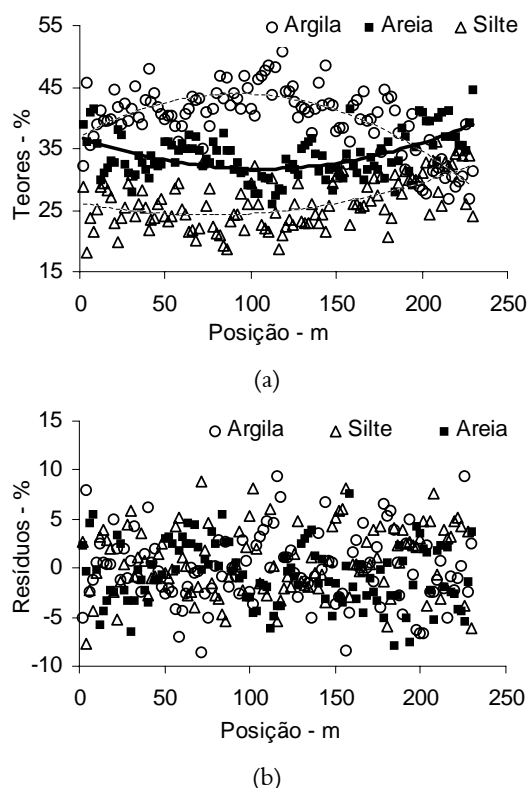 55
Argila
Areia
Silte
45
35
25
15
Teores - %
0
50
100
150
200
250
Posição - m
(a)
15
Argila
Silte
Areia
10
5
0
-5
-10
Resíduos - %
0
50
100
150
200
250
Posição - m
(b)